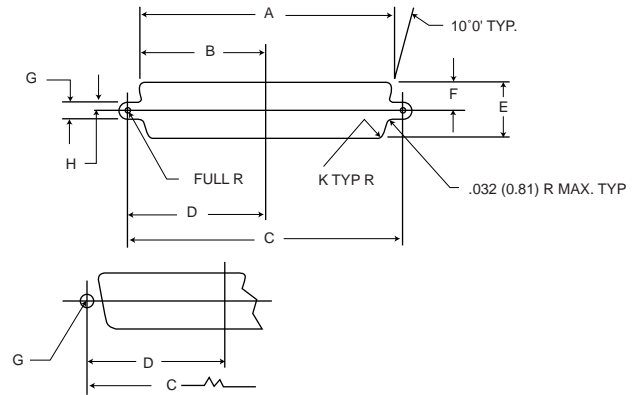 A
10°0' TYP.
B
G
F
E
H
FULL R
K TYP R
.032 (0.81) R MAX. TYP
D
C
G
D
C